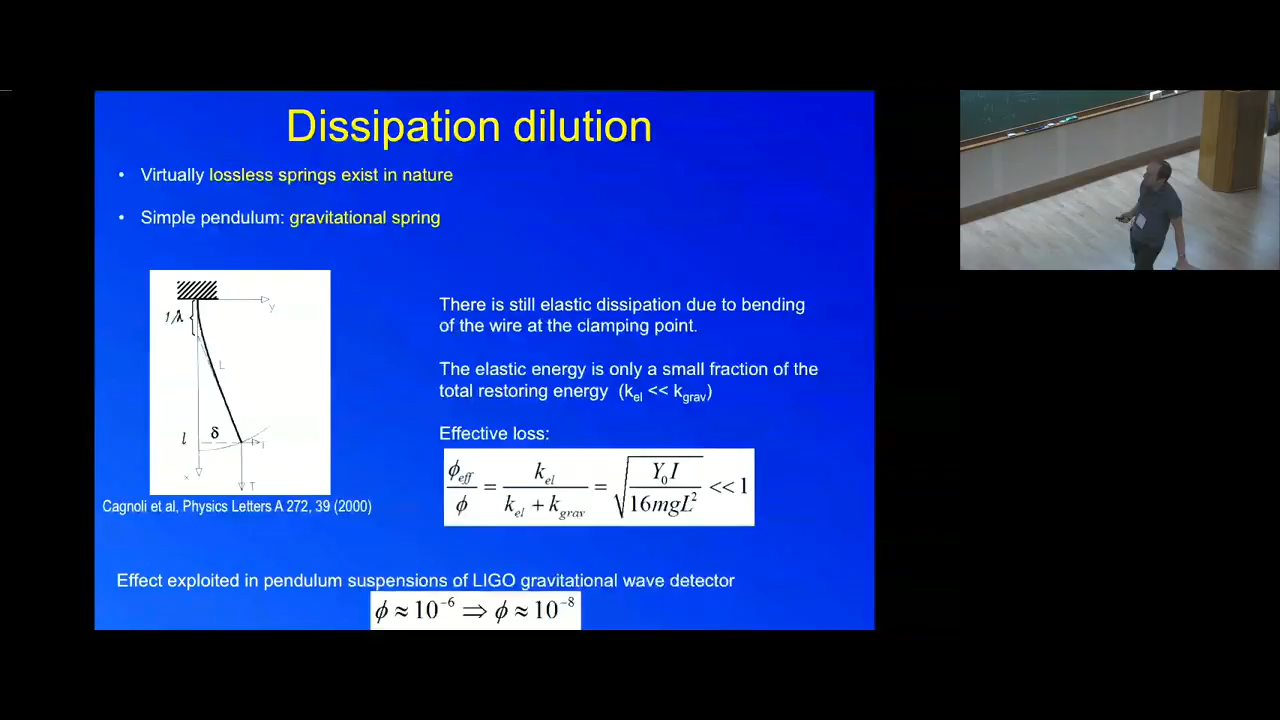 Dissipation dilution
• Virtually lossless springs exist in nature
• Simple pendulum: gravitational spring
y
1/λ
L
l
δ
x
T
Cagnoli et al, Physics Letters A 272, 39 (2000)
There is still elastic dissipation due to bending
of the wire at the clamping point.
The elastic energy is only a small fraction of the
total restoring energy (k_el << k_grav)
Effective loss:
ϕ_eff / ϕ = k_el / (k_el + k_grav) = √(Y_0 I / 16mgL^2) << 1
Effect exploited in pendulum suspensions of LIGO gravitational wave detector
ϕ ≈ 10^-6 ⇒ ϕ ≈ 10^-8